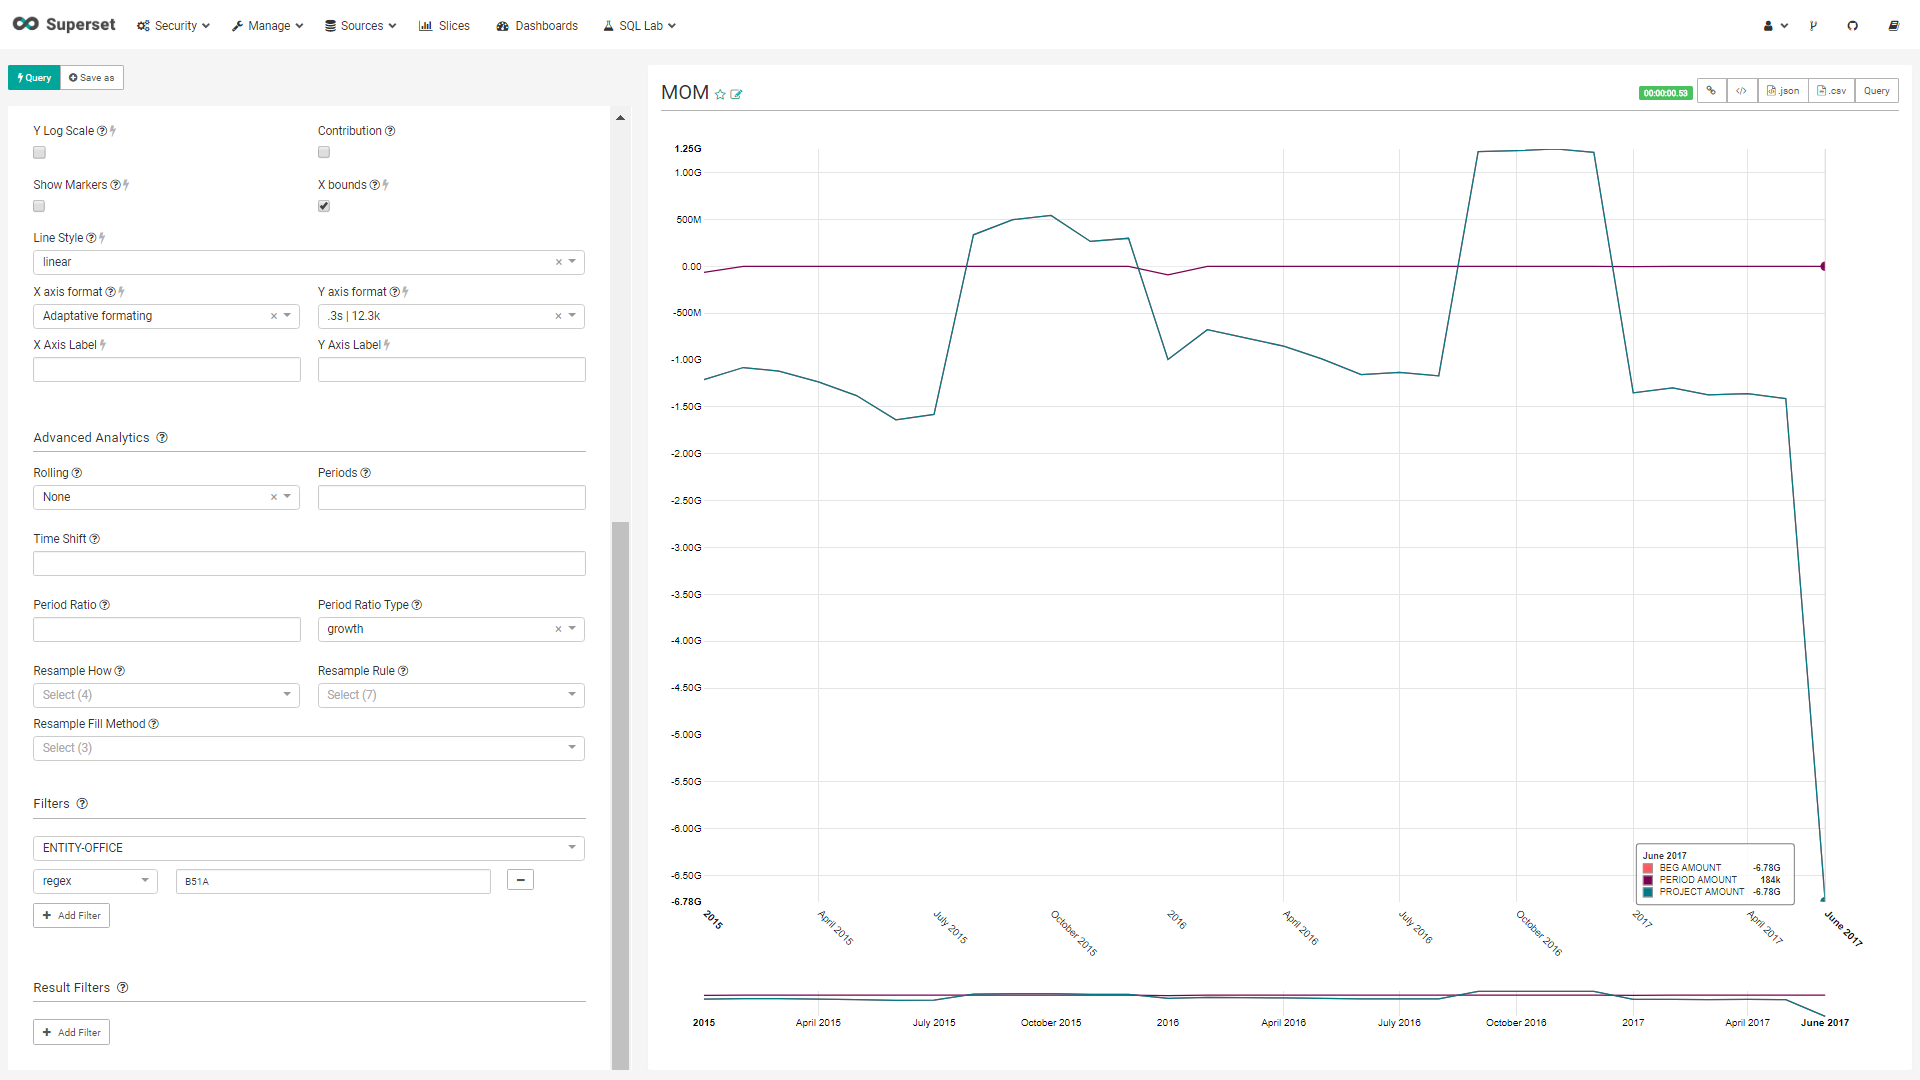 Superset Security Manage Sources Slices Dashboards SQL Lab
Query Save as
Y Log Scale Contribution
Show Markers X bounds
Line Style
linear
X axis format Y axis format
Adaptative formating .3s | 12.3k
X Axis Label Y Axis Label
Advanced Analytics
Rolling Periods
None
Time Shift
Period Ratio Period Ratio Type
growth
Resample How Resample Rule
Select (4) Select (7)
Resample Fill Method
Select (3)
Filters
ENTITY-OFFICE
regex B51A
Add Filter
Result Filters
Add Filter
MOM 00:00:00.53 .json .csv Query
1.25G
1.00G
500M
0.00
-500M
-1.00G
-1.50G
-2.00G
-2.50G
-3.00G
-3.50G
-4.00G
-4.50G
-5.00G
-5.50G
-6.00G
-6.50G
-6.78G
June 2017
BEG AMOUNT -6.78G
PERIOD AMOUNT 184k
PROJECT AMOUNT -6.78G
2015 April 2015 July 2015 October 2015 2016 April 2016 July 2016 October 2016 2017 April 2017 June 2017
2015 April 2015 July 2015 October 2015 2016 April 2016 July 2016 October 2016 2017 April 2017 June 2017